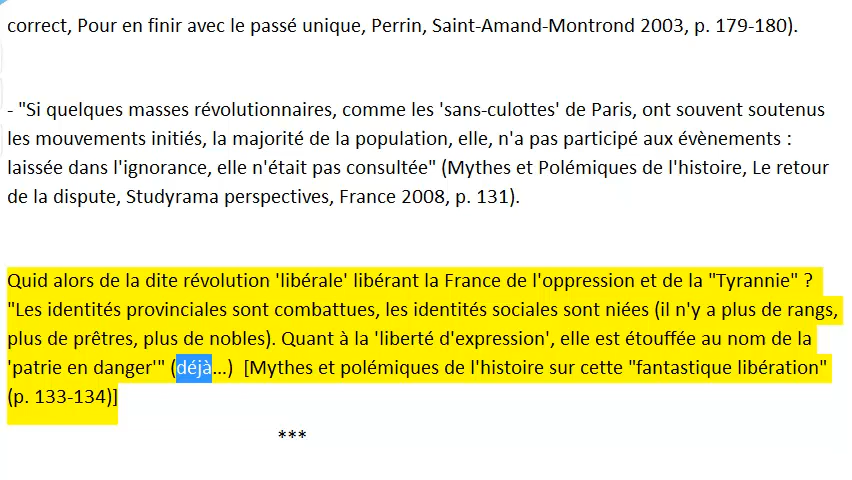 correct, Pour en finir avec le passé unique, Perrin, Saint-Amand-Montrond 2003, p. 179-180).
- "Si quelques masses révolutionnaires, comme les 'sans-culottes' de Paris, ont souvent soutenus
les mouvements initiés, la majorité de la population, elle, n'a pas participé aux évènements :
laissée dans l'ignorance, elle n'était pas consultée" (Mythes et Polémiques de l'histoire, Le retour
de la dispute, Studyrama perspectives, France 2008, p. 131).
Quid alors de la dite révolution 'libérale' libérant la France de l'oppression et de la "Tyrannie" ?
"Les identités provinciales sont combattues, les identités sociales sont niées (il n'y a plus de rangs,
plus de prêtres, plus de nobles). Quant à la 'liberté d'expression', elle est étouffée au nom de la
'patrie en danger'" (déjà...)  [Mythes et polémiques de l'histoire sur cette "fantastique libération"
(p. 133-134)]
***